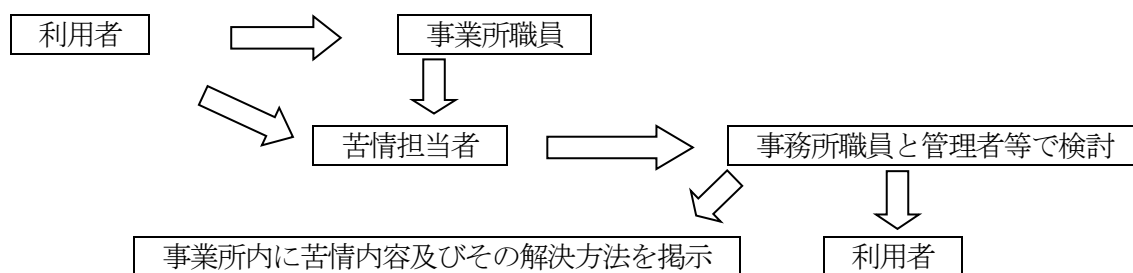 利用者
事業所職員
苦情担当者
事務所職員と管理者等で検討
事業所内に苦情内容及びその解決方法を掲示
利用者